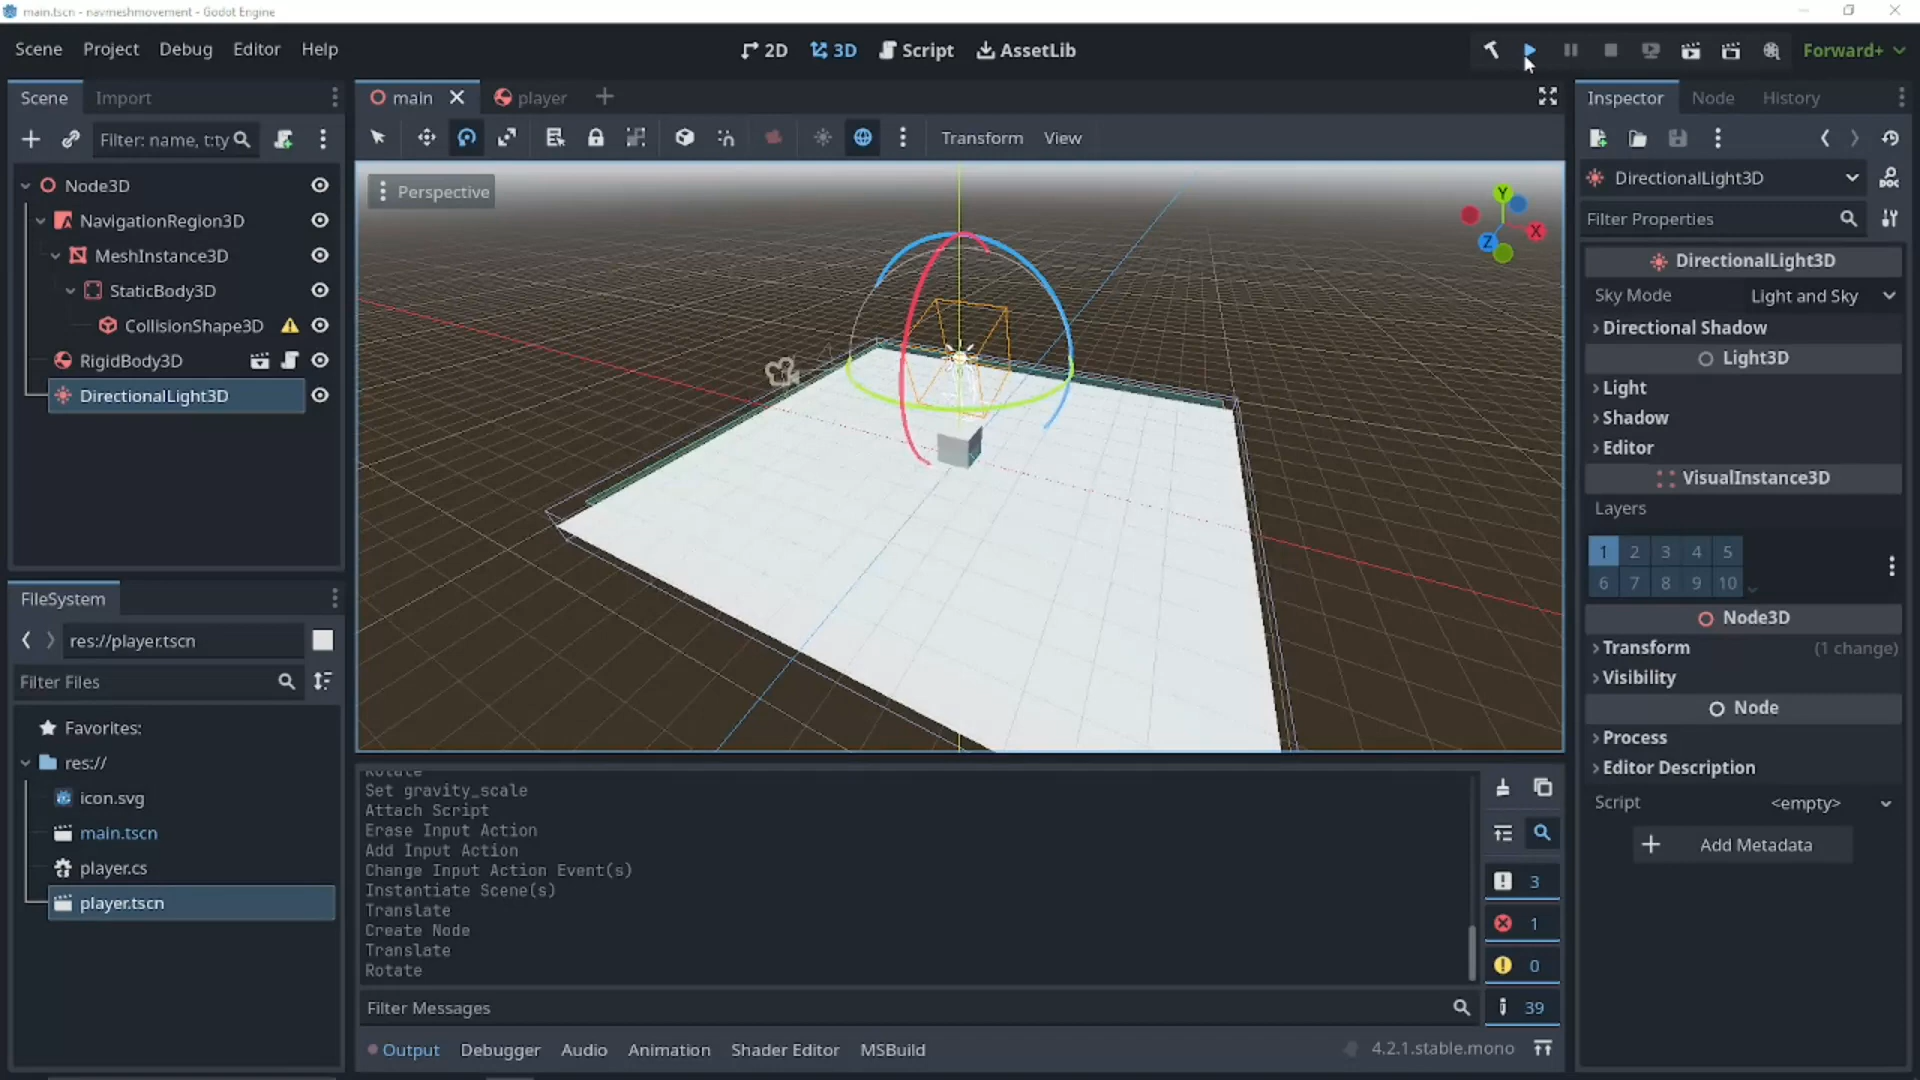 main.tscn - navmeshmovement - Godot Engine
Scene Project Debug Editor Help
2D 3D Script AssetLib
Forward+
Scene Import
main player
Inspector Node History
Filter: name, t:ty
Transform View
Node3D
NavigationRegion3D
MeshInstance3D
StaticBody3D
CollisionShape3D
RigidBody3D
DirectionalLight3D
Perspective
Y
X
Z
DirectionalLight3D
DOC
Filter Properties
DirectionalLight3D
Sky Mode Light and Sky
Directional Shadow
Light3D
Light
Shadow
Editor
VisualInstance3D
Layers
1 2 3 4 5
6 7 8 9 10
Node3D
Transform (1 change)
Visibility
Node
Process
Editor Description
Script <empty>
Add Metadata
FileSystem
res://player.tscn
Filter Files
Favorites:
res://
icon.svg
main.tscn
player.cs
player.tscn
Rotate
Set gravity_scale
Attach Script
Erase Input Action
Add Input Action
Change Input Action Event(s)
Instantiate Scene(s)
Translate
Create Node
Translate
Rotate
3
1
0
39
Filter Messages
Output Debugger Audio Animation Shader Editor MSBuild
4.2.1.stable.mono